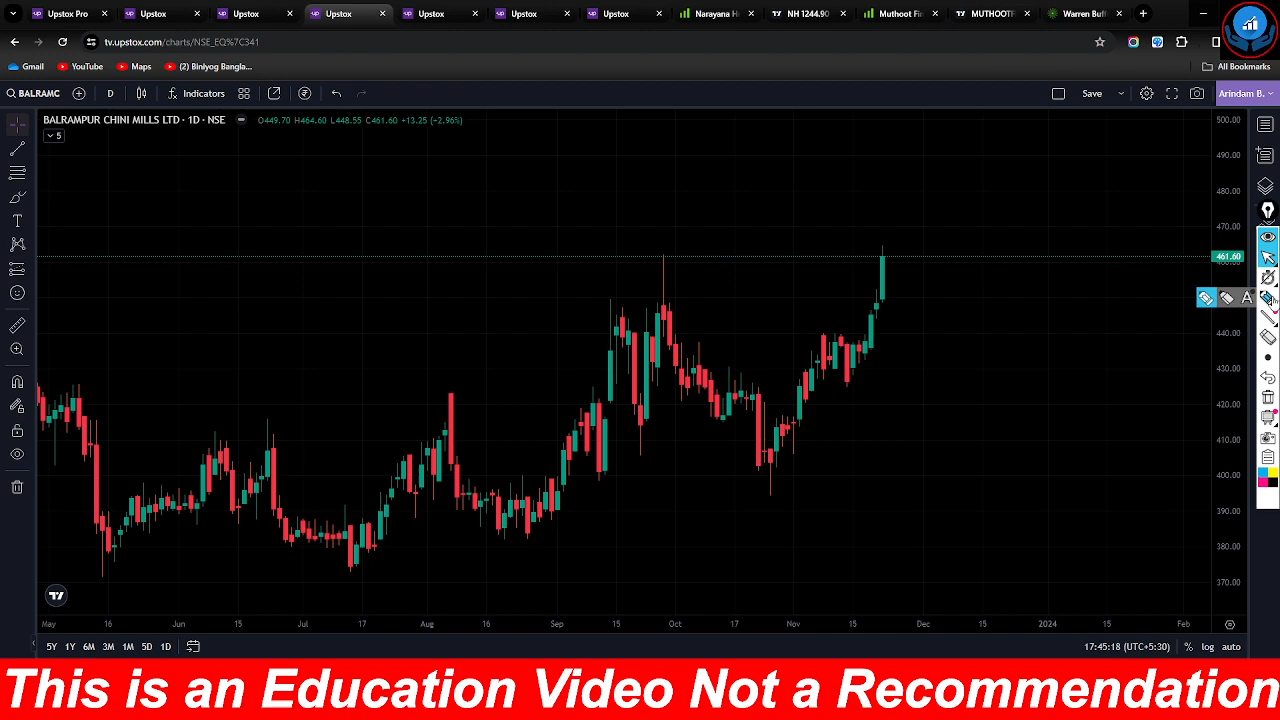 Upstox Pro
Upstox
Upstox
Upstox
Upstox
Upstox
Upstox
Narayana H
NH 1244.90
Muthoot Fin
MUTHOOTF
Warren Buf
tv.upstox.com/charts/NSE_EQ%7C341
Gmail
YouTube
Maps
(2) Biniyog Bangla...
All Bookmarks
BALRAMC
D
Indicators
Save
Arindam B.
BALRAMPUR CHINI MILLS LTD · 1D · NSE
O449.70 H464.60 L448.55 C461.60 +13.25 (+2.96%)
5
500.00
490.00
480.00
470.00
461.60
440.00
430.00
420.00
410.00
400.00
390.00
380.00
370.00
A
May 16 Jun 15 Jul 17 Aug 16 Sep 15 Oct 17 Nov 15 Dec 15 2024 15 Feb
5Y 1Y 6M 3M 1M 5D 1D
17:45:18 (UTC+5:30) % log auto
This is an Education Video Not a Recommendation